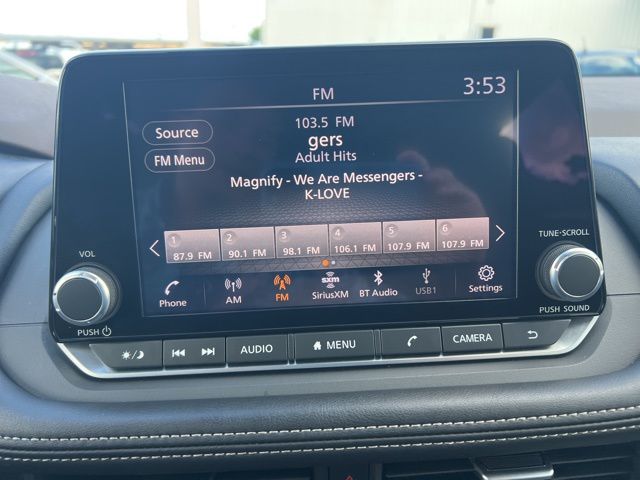 FM
3:53
Source
FM Menu
103.5 FM
gers
Adult Hits
Magnify - We Are Messengers -
K-LOVE
1 2 3 4 5 6
87.9 FM 90.1 FM 98.1 FM 106.1 FM 107.9 FM 107.9 FM
Phone AM FM SiriusXM BT Audio USB1 Settings
sxm
VOL
PUSH
TUNE·SCROLL
PUSH SOUND
AUDIO MENU CAMERA